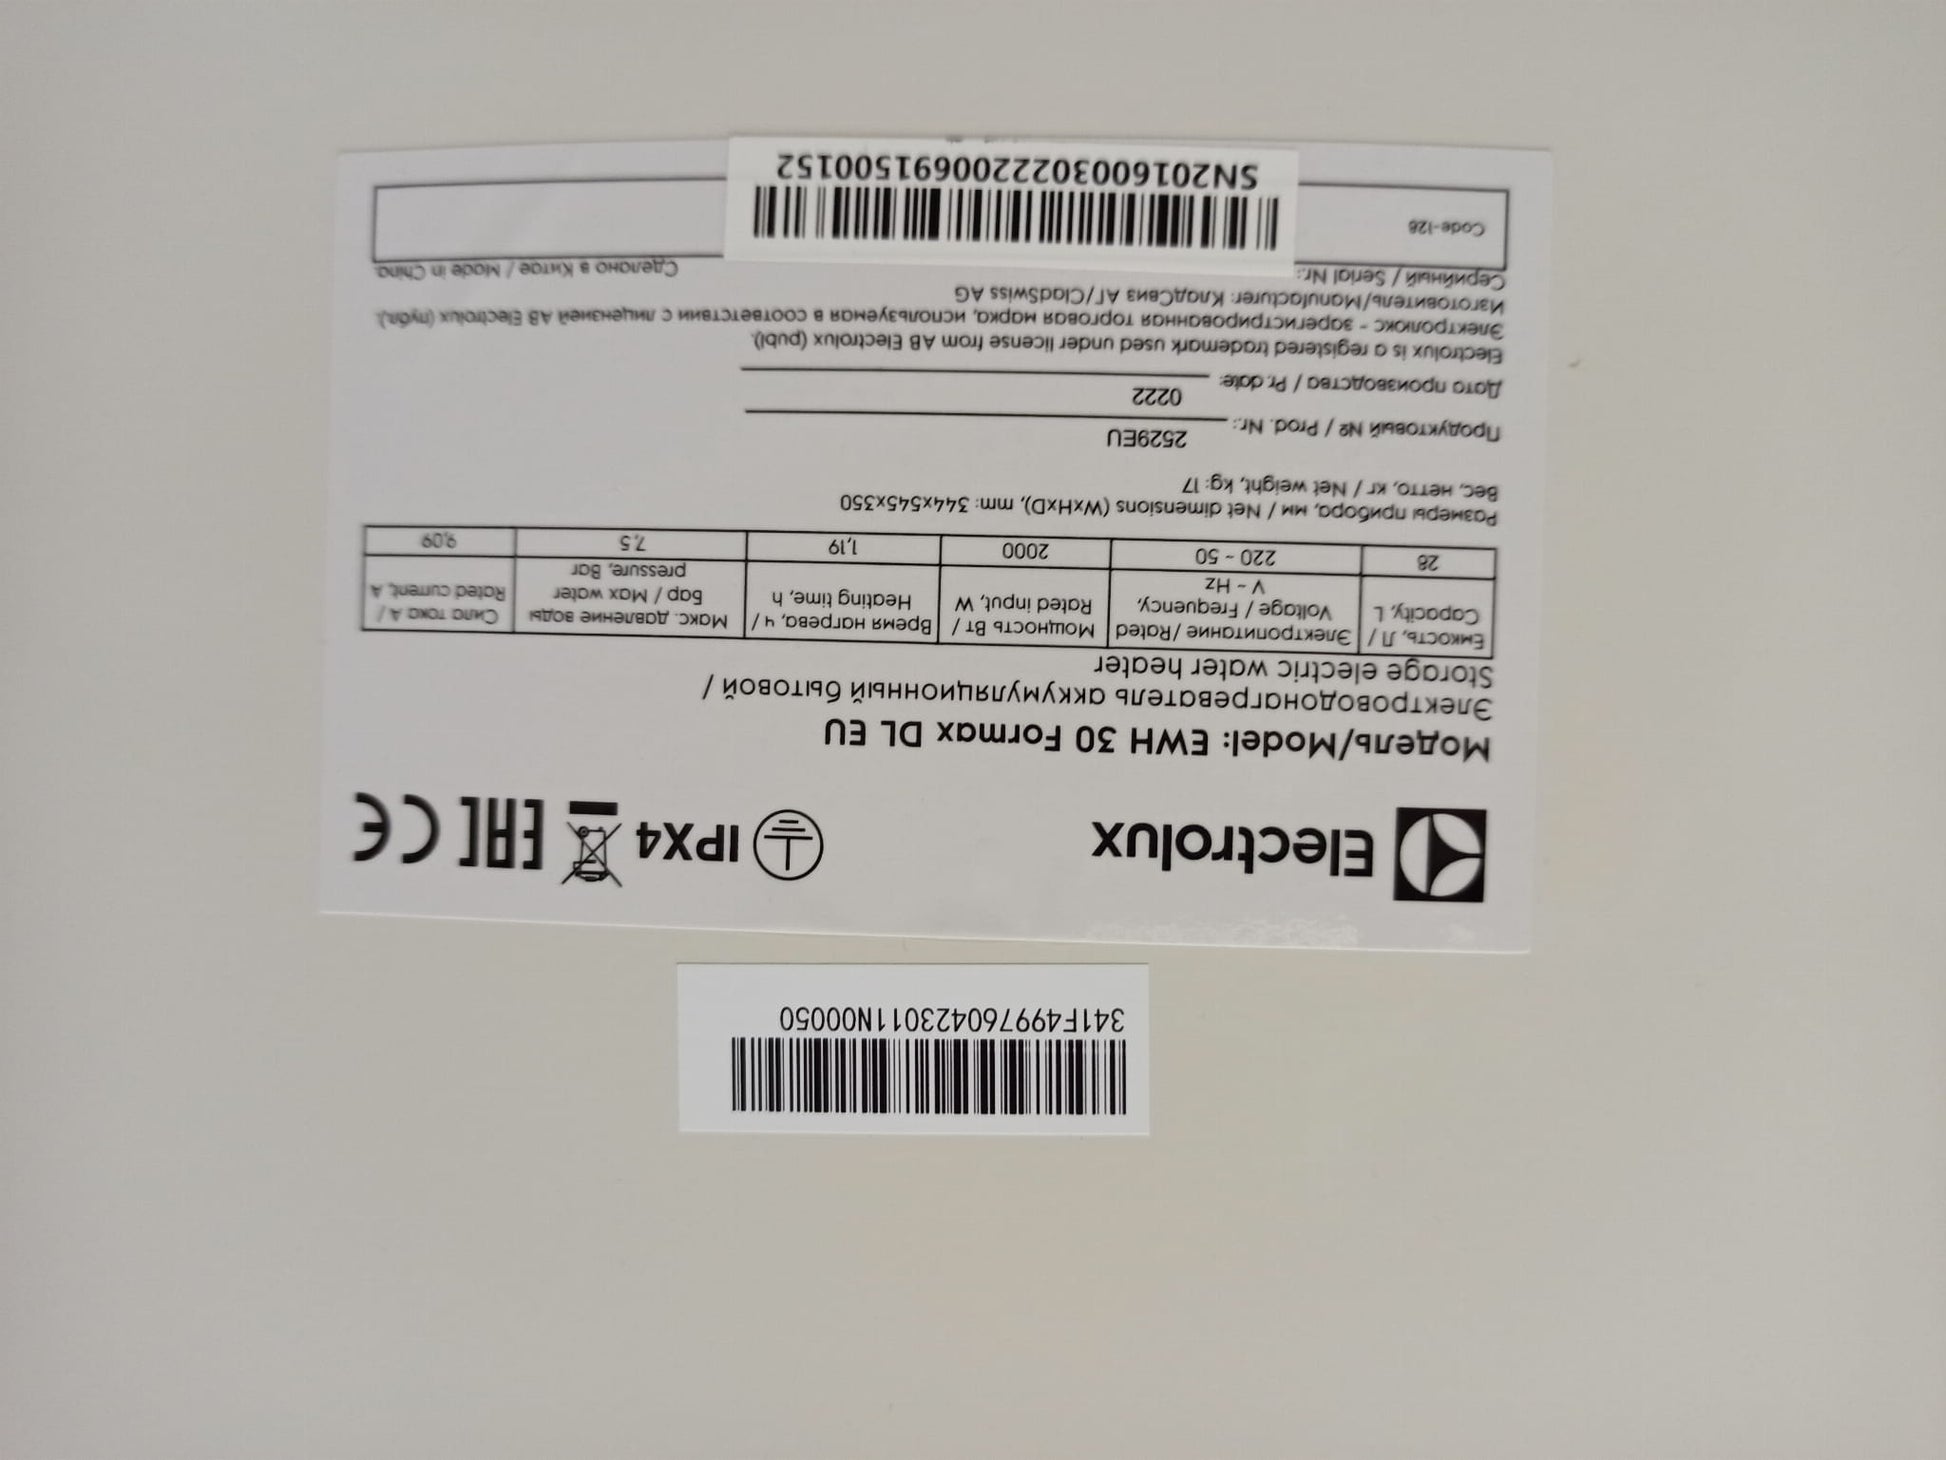 341F499760423011N00050
Electrolux
IPX4 EAC CE
Модель/Model: EWH 30 Formax DL EU
Электроводонагреватель аккумуляционный бытовой /
Storage electric water heater
Емкость, Л / Capacity, L
Электропитание / Rated Voltage / Frequency, V ~ Hz
Мощность Вт / Rated input, W
Время нагрева, ч / Heating time, h
Макс. давление воды Бар / Max water pressure, Bar
Сила тока А / Rated current, A
28 220 ~ 50 2000 1,19 7,5 9,09
Размеры прибора, мм / Net dimensions (WxHxD), mm: 344x545x350
Вес, нетто, кг / Net weight, kg: 17
Продуктовый № / Prod. Nr.: 2529EU
Дата производства / Pr. date: 0222
Electrolux is a registered trademark used under license from AB Electrolux (publ).
Электролюкс - зарегистрированная торговая марка, используемая в соответствии с лицензией AB Electrolux (публ.).
Изготовитель/Manufacturer: КладСвиз АГ/CladSwiss AG
Серийный / Serial Nr.: Сделано в Китае / Made in China
Code-128
SN20160030222200691500152